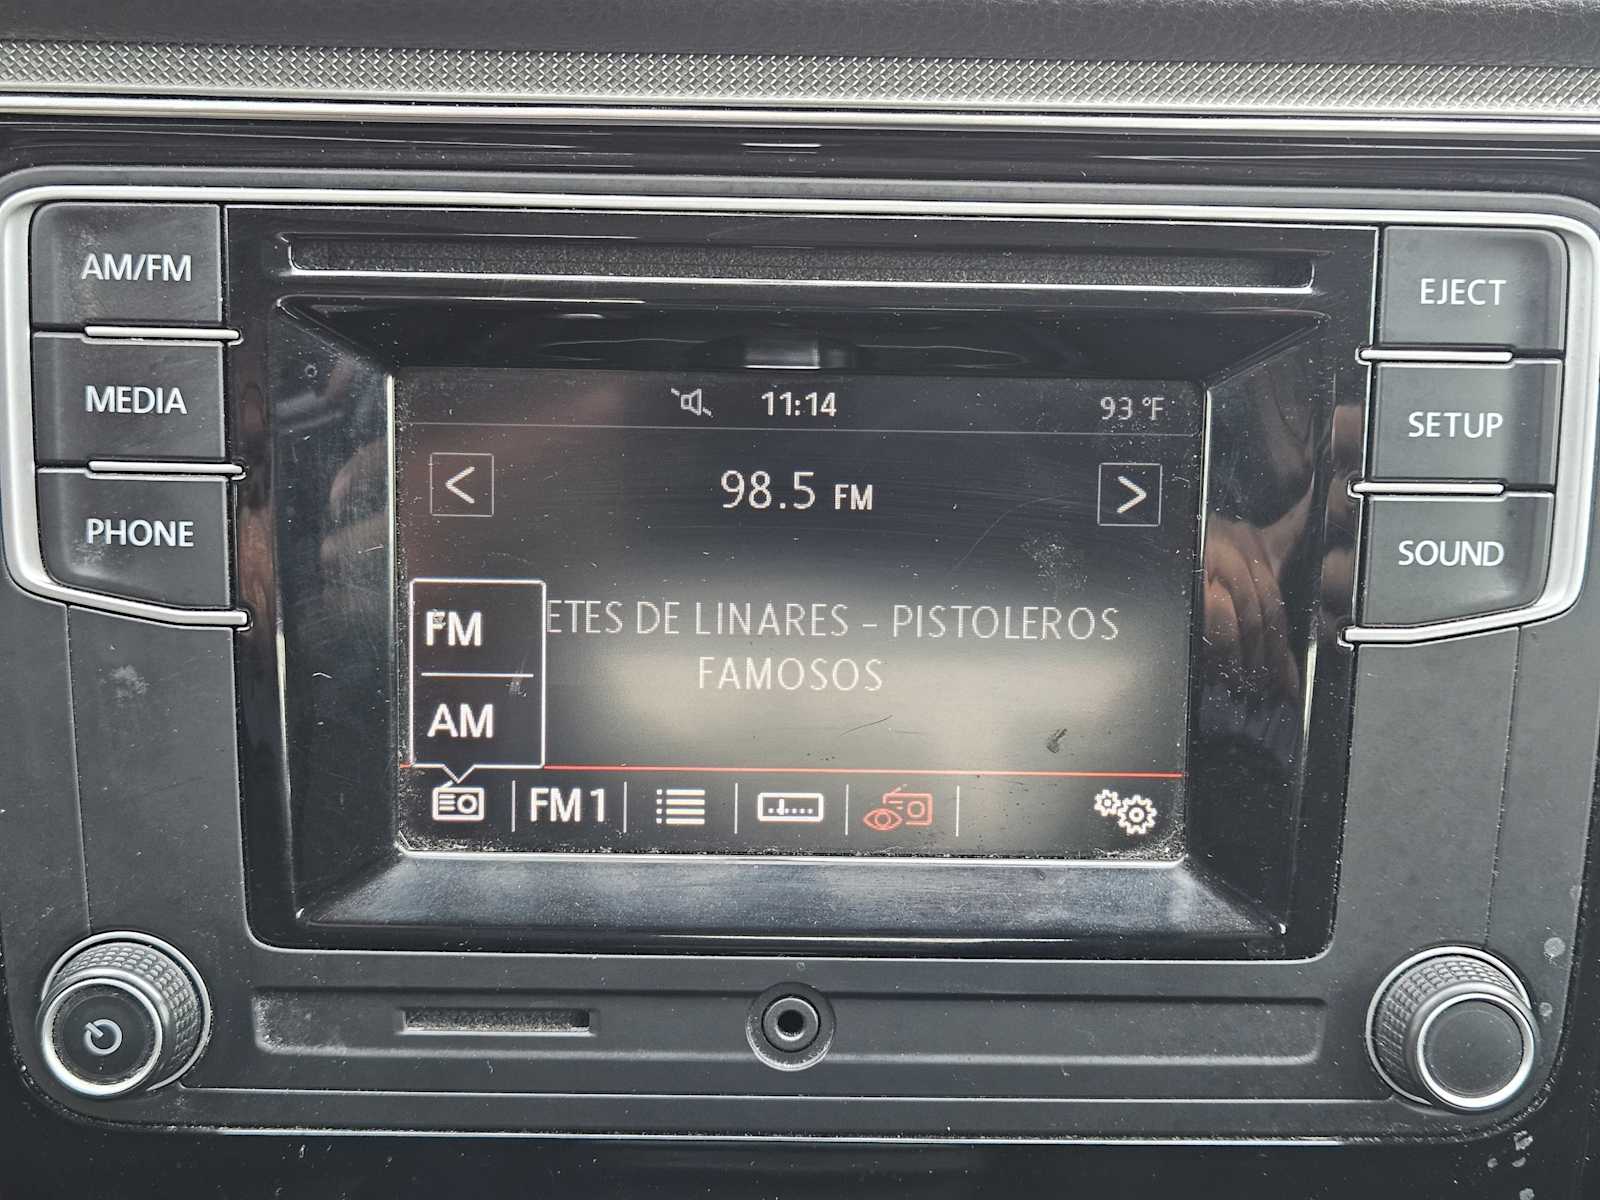 AM/FM
MEDIA
PHONE
EJECT
SETUP
SOUND
11:14
93 °F
<
98.5 FM
>
ETES DE LINARES - PISTOLEROS
FAMOSOS
FM
AM
FM 1